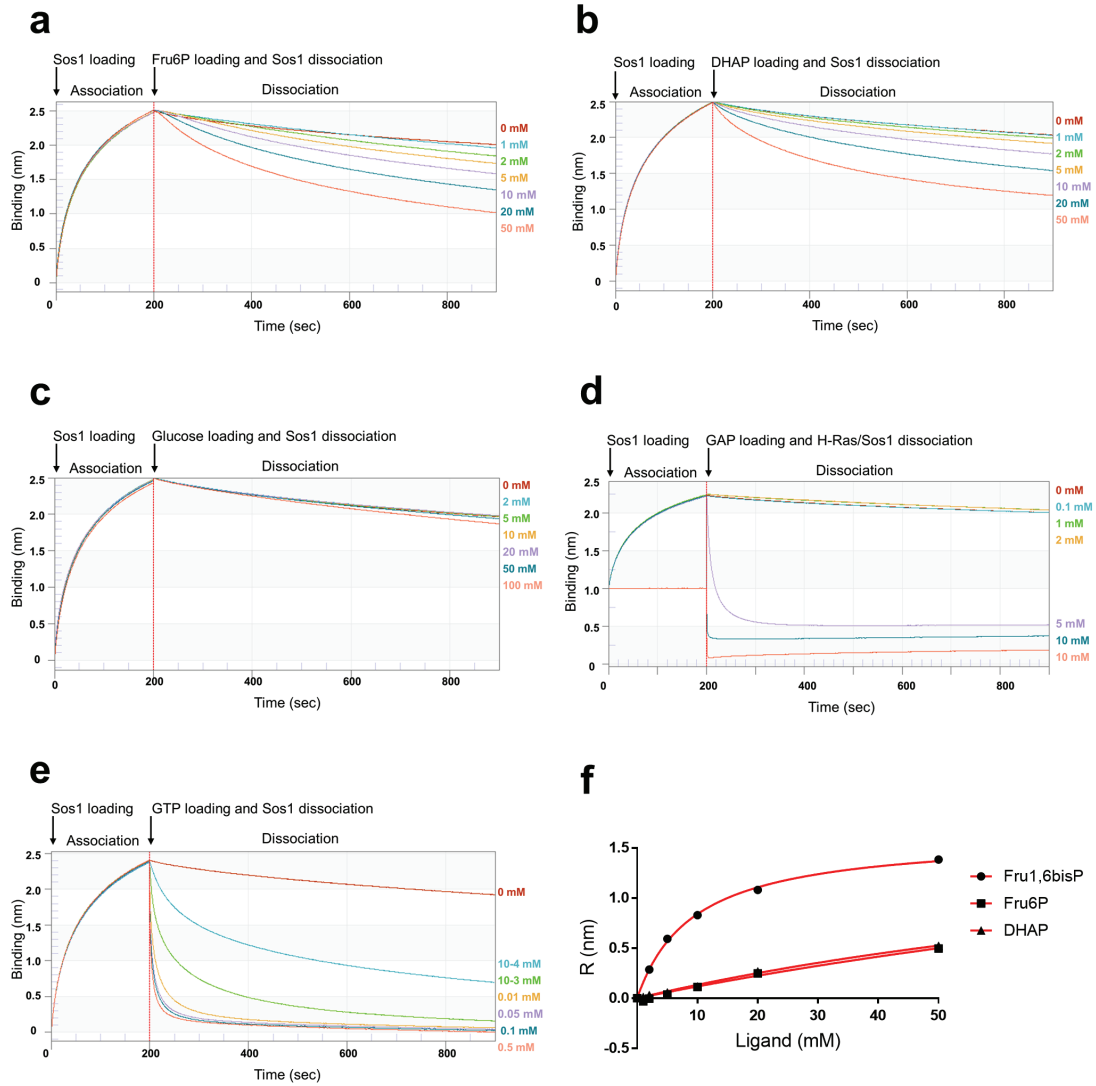 a
Sos1 loading
Fru6P loading and Sos1 dissociation
Association
Dissociation
2.5
2.0
1.5
1.0
0.5
0
Binding (nm)
0 mM
1 mM
2 mM
5 mM
10 mM
20 mM
50 mM
0
200
400
600
800
Time (sec)
b
Sos1 loading
DHAP loading and Sos1 dissociation
Association
Dissociation
2.5
2.0
1.5
1.0
0.5
0
Binding (nm)
0 mM
1 mM
2 mM
5 mM
10 mM
20 mM
50 mM
0
200
400
600
800
Time (sec)
c
Sos1 loading
Glucose loading and Sos1 dissociation
Association
Dissociation
2.5
2.0
1.5
1.0
0.5
0
Binding (nm)
0 mM
2 mM
5 mM
10 mM
20 mM
50 mM
100 mM
0
200
400
600
800
Time (sec)
d
Sos1 loading
GAP loading and H-Ras/Sos1 dissociation
Association
Dissociation
2.5
2.0
1.5
1.0
0.5
0
Binding (nm)
0 mM
0.1 mM
1 mM
2 mM
5 mM
10 mM
10 mM
0
200
400
600
800
Time (sec)
e
Sos1 loading
GTP loading and Sos1 dissociation
Association
Dissociation
2.5
2.0
1.5
1.0
0.5
0
Binding (nm)
0 mM
10-4 mM
10-3 mM
0.01 mM
0.05 mM
0.1 mM
0.5 mM
0
200
400
600
800
Time (sec)
f
1.5
1.0
0.5
0.0
-0.5
R (nm)
10
20
30
40
50
Ligand (mM)
Fru1,6bisP
Fru6P
DHAP